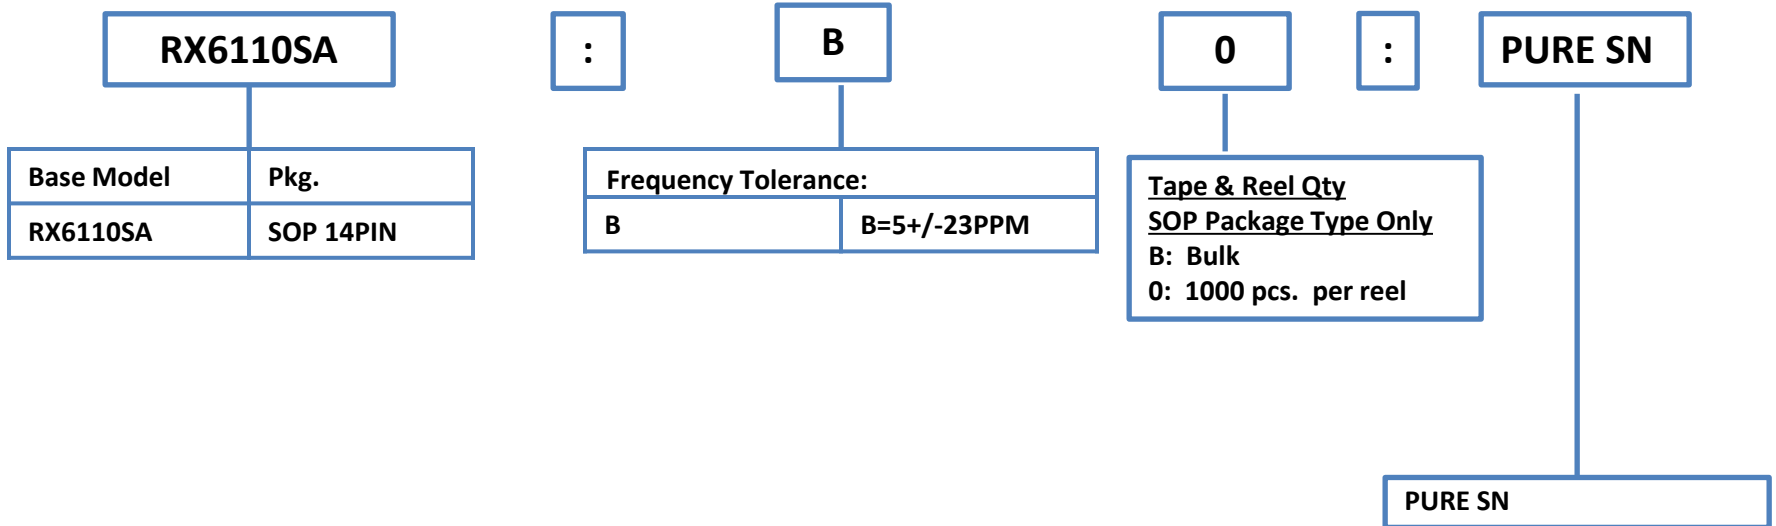 RX6110SA : B 0 : PURE SN
Base Model Pkg.
RX6110SA SOP 14PIN
Frequency Tolerance:
B B=5+/-23PPM
Tape & Reel Qty
SOP Package Type Only
B: Bulk
0: 1000 pcs. per reel
PURE SN